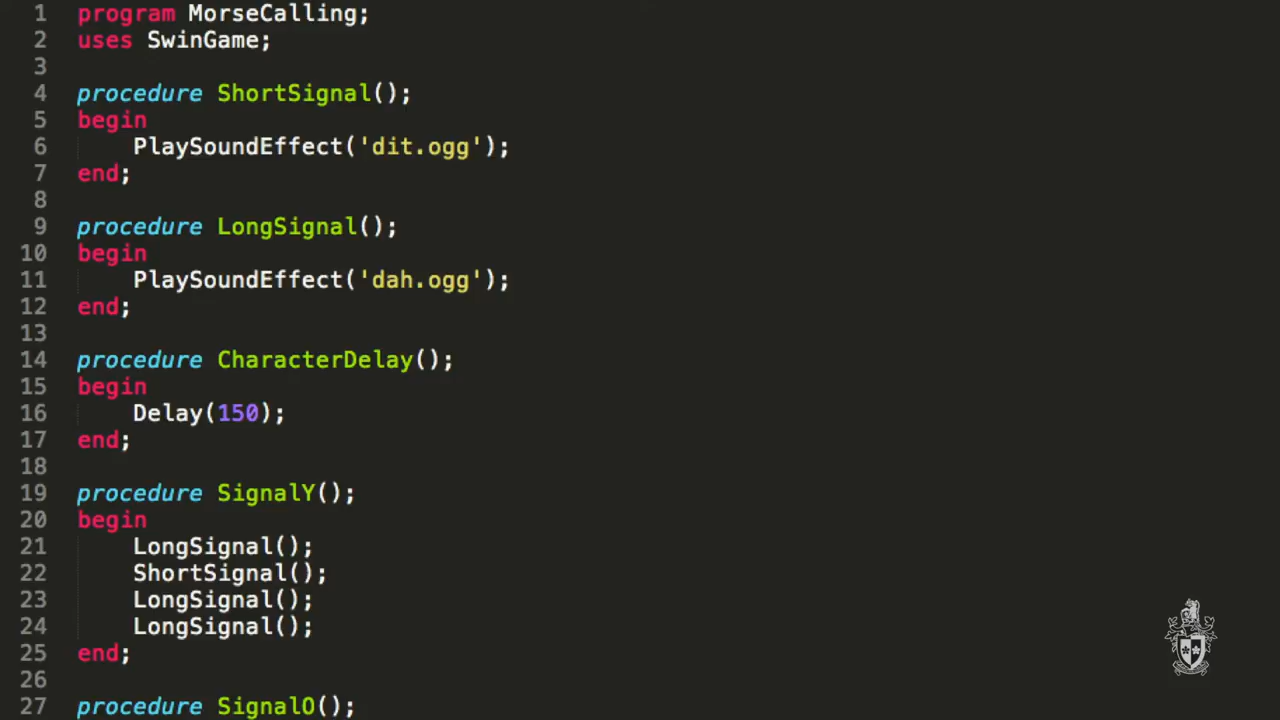 1 program MorseCalling;
2 uses SwinGame;
3
4 procedure ShortSignal();
5 begin
6 PlaySoundEffect('dit.ogg');
7 end;
8
9 procedure LongSignal();
10 begin
11 PlaySoundEffect('dah.ogg');
12 end;
13
14 procedure CharacterDelay();
15 begin
16 Delay(150);
17 end;
18
19 procedure SignalY();
20 begin
21 LongSignal();
22 ShortSignal();
23 LongSignal();
24 LongSignal();
25 end;
26
27 procedure SignalO();